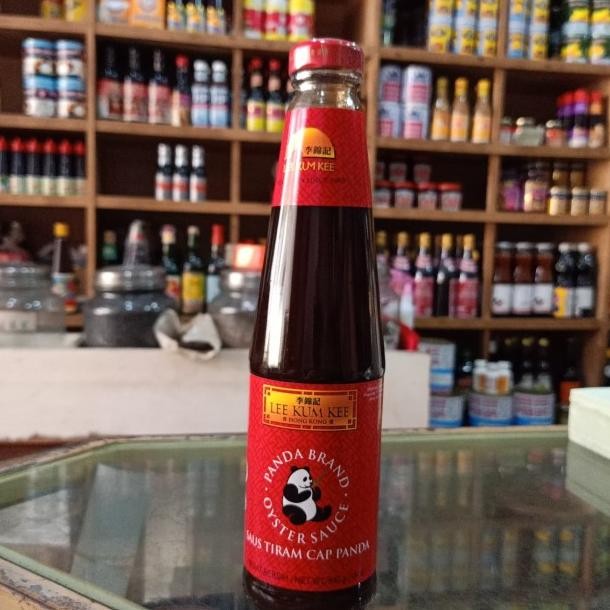 李錦記
LEE KUM KEE
李錦記
LEE KUM KEE
HONG KONG
PANDA BRAND
OYSTER SAUCE
SAUS TIRAM CAP PANDA